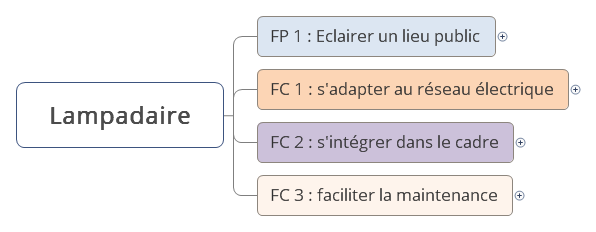 Lampadaire
FP 1 : Eclairer un lieu public
FC 1 : s'adapter au réseau électrique
FC 2 : s'intégrer dans le cadre
FC 3 : faciliter la maintenance